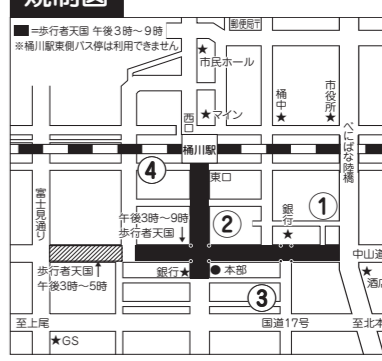 規制図
=歩行者天国 午後3時～9時
※桶川駅東側バス停は利用できません
郵便局〒
★市民ホール
★マイン
西口
桶川駅
東口
桶中★
市役所★
べにばな陸橋
④
①
②
③
富士見通り
午後3時～9時
歩行者天国↓
銀行★
中山道
歩行者天国↑
午後3時～5時
銀行★
●本部
★
酒店
至上尾
国道17号
至北本
★GS